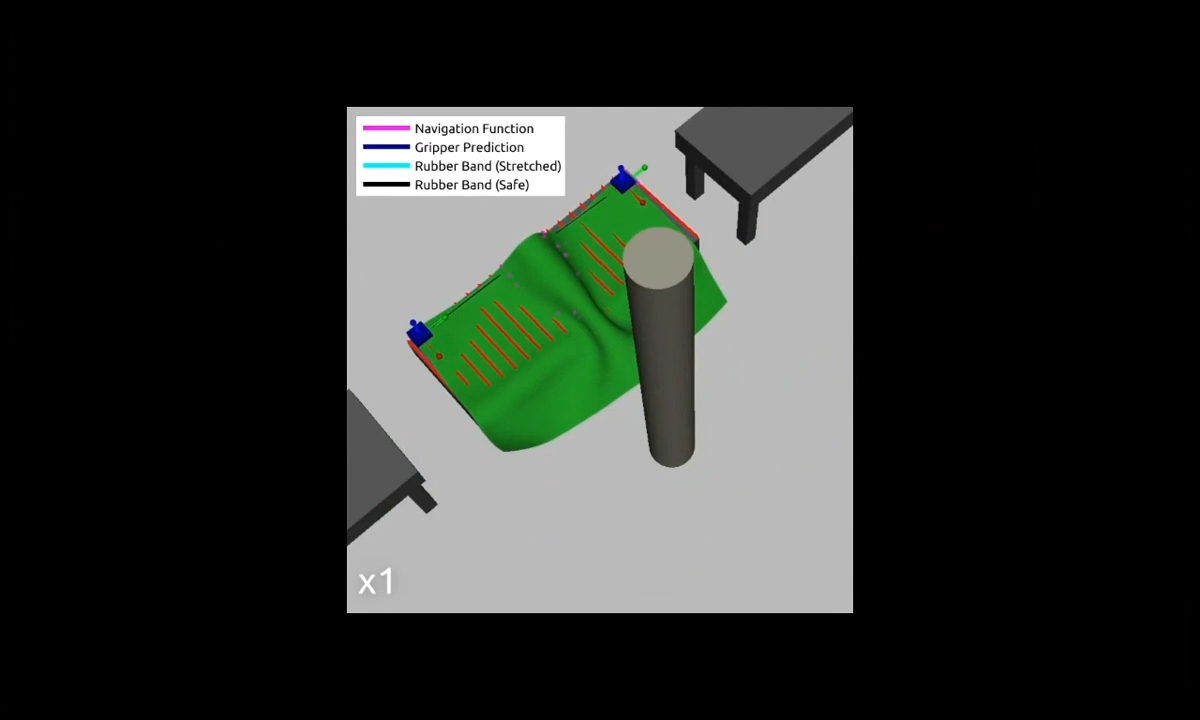 Navigation Function
Gripper Prediction
Rubber Band (Stretched)
Rubber Band (Safe)
x1